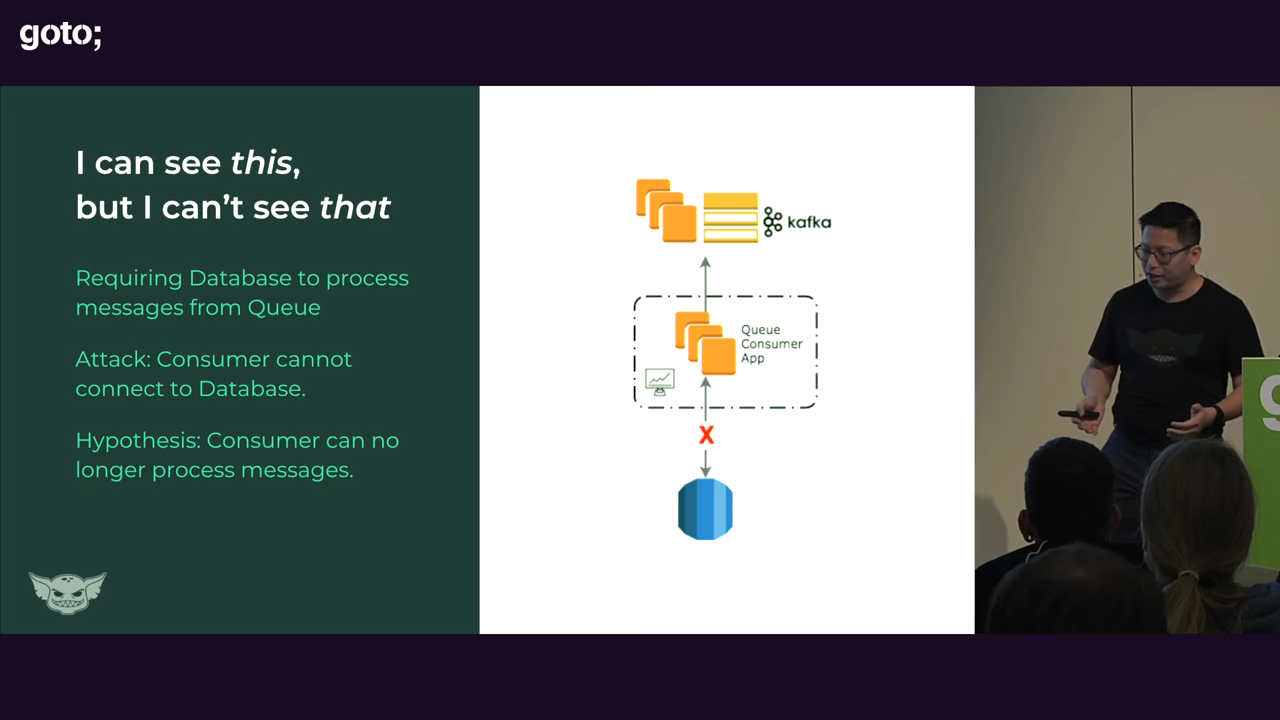 goto;
I can see this,
but I can't see that
Requiring Database to process
messages from Queue
Attack: Consumer cannot
connect to Database.
Hypothesis: Consumer can no
longer process messages.
kafka
Queue
Consumer
App
X
g